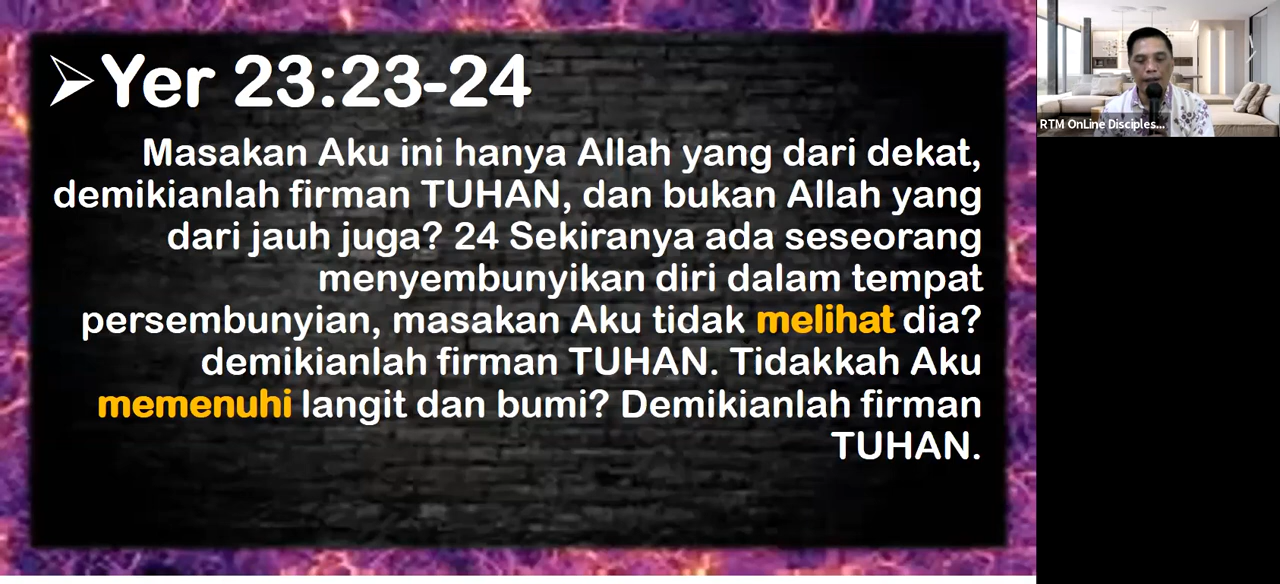 Yer 23:23-24
Masakan Aku ini hanya Allah yang dari dekat,
demikianlah firman TUHAN, dan bukan Allah yang
dari jauh juga? 24 Sekiranya ada seseorang
menyembunyikan diri dalam tempat
persembunyian, masakan Aku tidak melihat dia?
demikianlah firman TUHAN. Tidakkah Aku
memenuhi langit dan bumi? Demikianlah firman
TUHAN.
RTM OnLine Disciples...